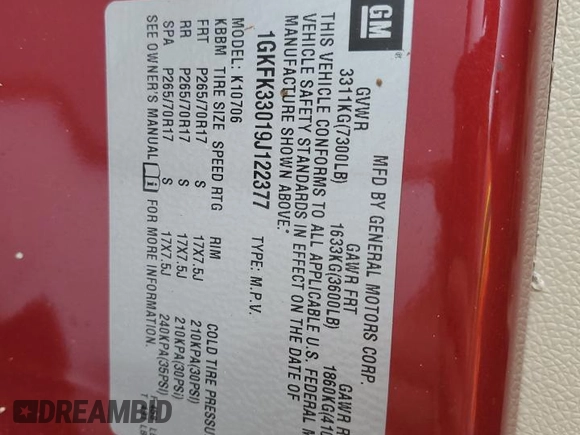 GM
MFD BY GENERAL MOTORS CORP.
GVWR GAWR FRT GAWR R
3311KG(7300LB) 1633KG(3600LB) 1860KG(410
THIS VEHICLE CONFORMS TO ALL APPLICABLE U.S. FEDERAL M
VEHICLE SAFETY STANDARDS IN EFFECT ON THE DATE OF
MANUFACTURE SHOWN ABOVE.
1GKFK33019J122377 TYPE: M.P.V.
MODEL: K10706
KBBM TIRE SIZE SPEED RTG RIM COLD TIRE PRESSU
FRT P265/70R17 S 17X7.5J 210KPA(30PSI)
RR P265/70R17 S 17X7.5J 210KPA(30PSI)
SPA P265/70R17 S 17X7.5J 240KPA(35PSI)
SEE OWNER'S MANUAL FOR MORE INFORMATION.
DREAMBID